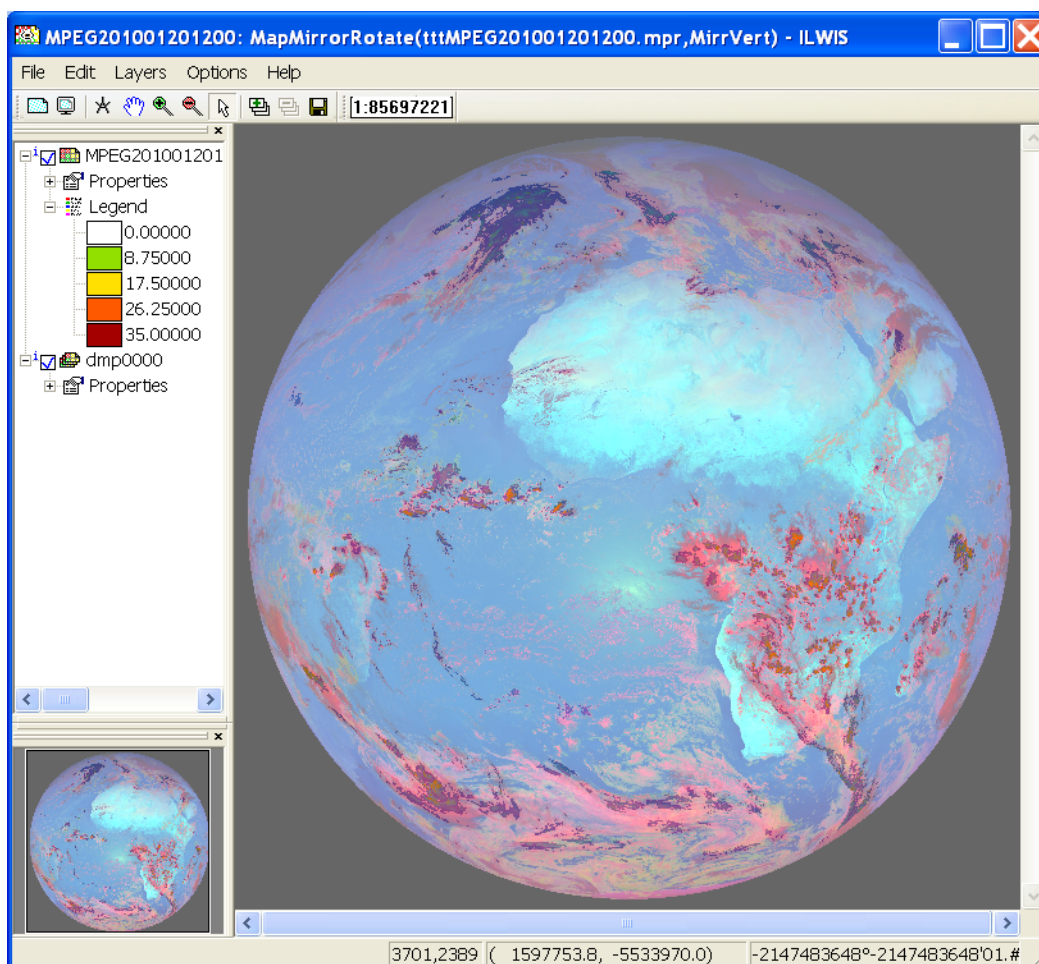 MPEG201001201200: MapMirrorRotate(tttMPEG201001201200.mpr,MirrVert) - ILWIS
File Edit Layers Options Help
1:85697221
MPEG201001201
Properties
Legend
0.00000
8.75000
17.50000
26.25000
35.00000
dmp0000
Properties
3701,2389 ( 1597753.8, -5533970.0) -2147483648°-2147483648'01.#